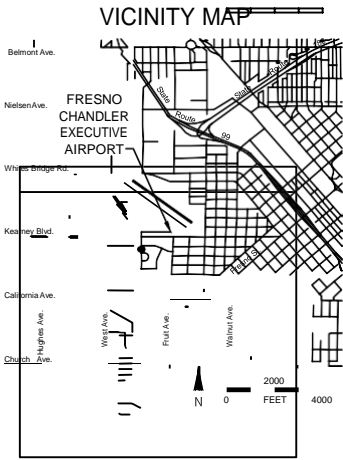 VICINITY MAP
Belmont Ave.
Nielsen Ave.
FRESNO
CHANDLER
EXECUTIVE
AIRPORT
State
Route
99
State
Route
Whites Bridge Rd.
Kearney Blvd.
Fresno St.
California Ave.
Hughes Ave.
West Ave.
Fruit Ave.
Walnut Ave.
Church Ave.
N
2000
0 FEET 4000